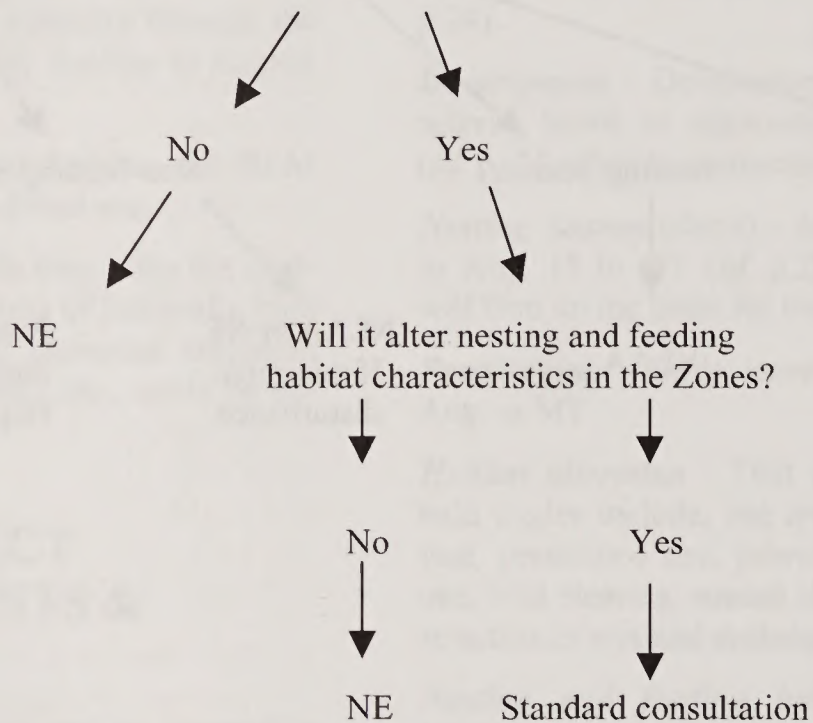 No Yes
NE Will it alter nesting and feeding
habitat characteristics in the Zones?
No Yes
NE Standard consultation